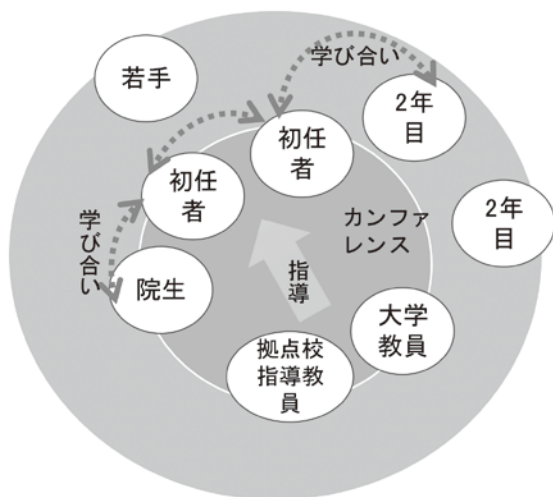 学び合い
若手
2年
目
初任
者
初任
者
カンファ
レンス
2年
目
学び合い
院生
指導
大学
教員
拠点校
指導教
員